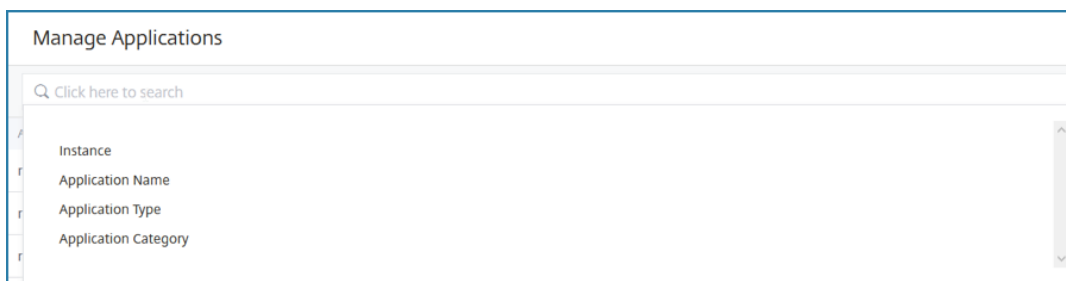 Manage Applications
Click here to search
Instance
Application Name
Application Type
Application Category